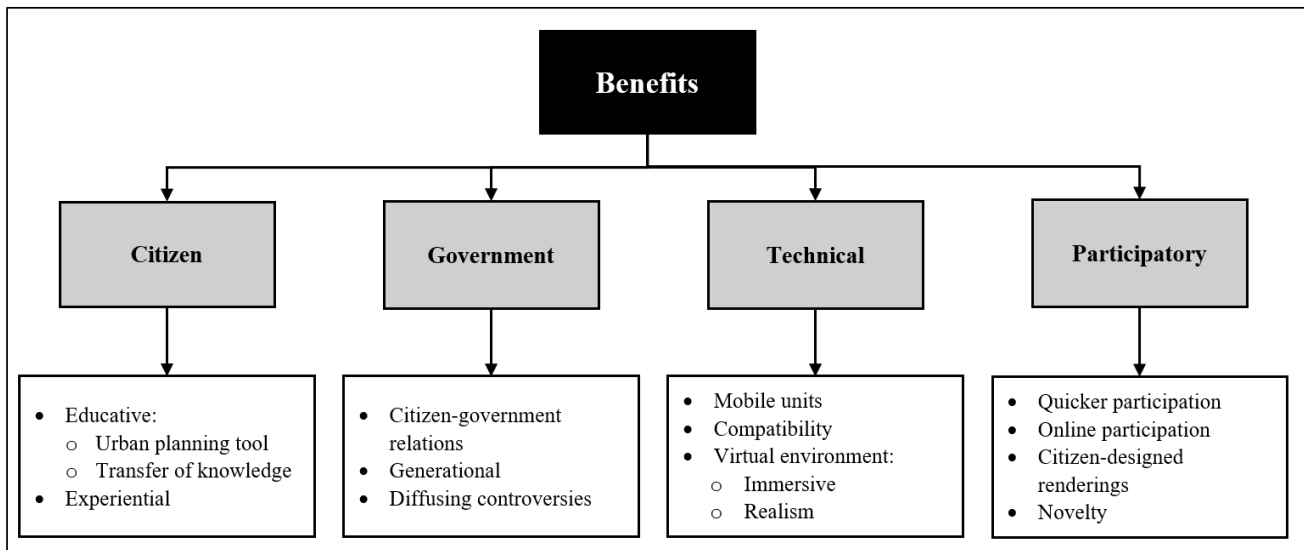 Benefits
Citizen
Government
Technical
Participatory
• Educative:
o Urban planning tool
o Transfer of knowledge
• Experiential
• Citizen-government
relations
• Generational
• Diffusing controversies
• Mobile units
• Compatibility
• Virtual environment:
o Immersive
o Realism
• Quicker participation
• Online participation
• Citizen-designed
renderings
• Novelty